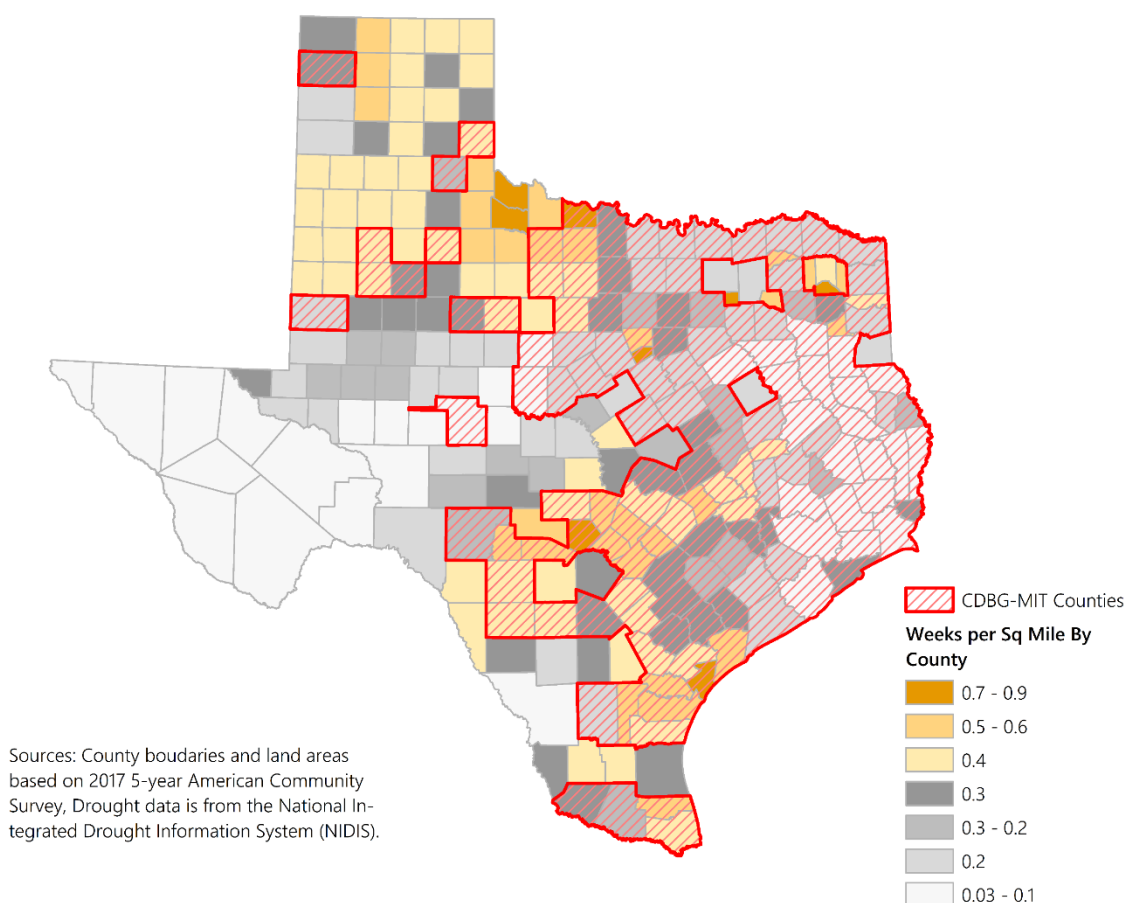 CDBG-MIT Counties
Weeks per Sq Mile By
County
0.7 - 0.9
0.5 - 0.6
0.4
0.3
0.3 - 0.2
0.2
0.03 - 0.1
Sources: County boudaries and land areas
based on 2017 5-year American Community
Survey, Drought data is from the National In-
tegrated Drought Information System (NIDIS).